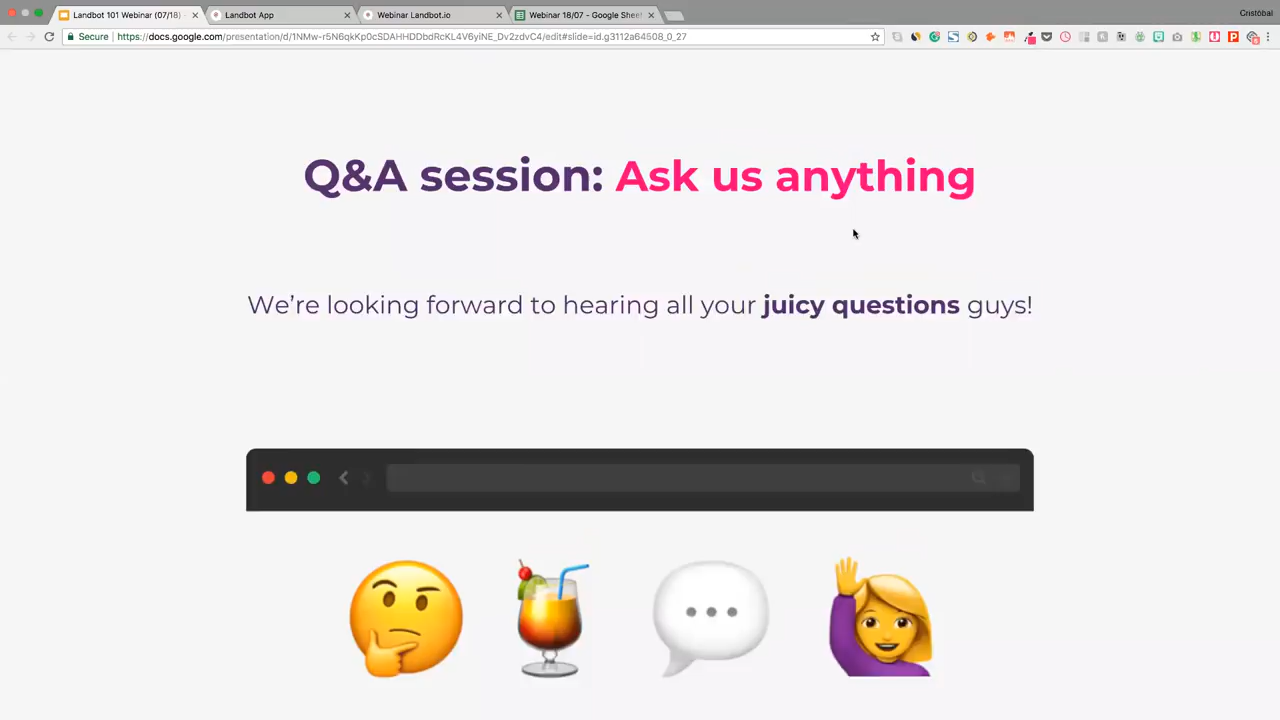 Landbot 101 Webinar (07/18)
Landbot App
Webinar Landbot.io
Webinar 18/07 - Google Sheet
Cristóbal
Secure
https://docs.google.com/presentation/d/1NMw-r5N6qkKp0cSDAHHDDbdRcKL4V6yiNE_Dv2zdvC4/edit#slide=id.g3112a64508_0_27
Q&A session: Ask us anything
We're looking forward to hearing all your juicy questions guys!